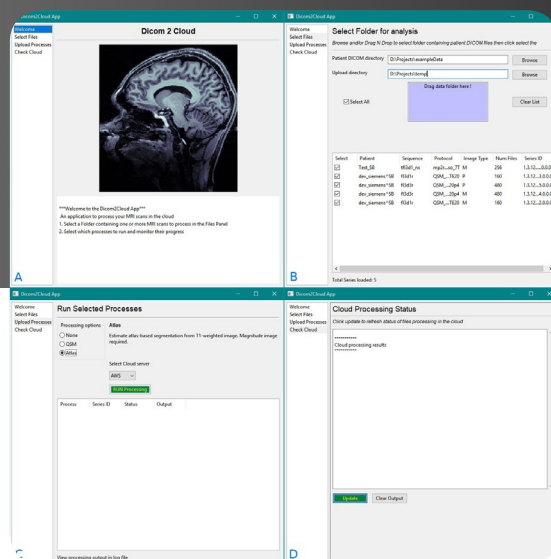 Dicom2Cloud App
Welcome
Select Files
Upload Processes
Check Cloud
Dicom 2 Cloud
***Welcome to the Dicom2Cloud App***
An application to process your MRI scans in the cloud
1. Select a Folder containing one or more MRI scans to process in the Files Panel
2. Select which processes to run and monitor their progress
A
Dicom2Cloud App
Welcome
Select Files
Upload Processes
Check Cloud
Select Folder for analysis
Browse and/or Drag N Drop to select folder containing patient DICOM files then click select the
Patient DICOM directory D:\Projects\sampleData Browse
Upload directory D:\Projects\temp Browse
Drag data folder here !
Select All
Clear List
Select Patient Sequence Protocol Image Type Num Files Series ID
Test_SB tfl3d1_ns M 256
dev_siemens^SB fl3d1r P 160
dev_siemens^SB fl3d3r P 480
dev_siemens^SB fl3d3r M 480
dev_siemens^SB fl3d1r M 160
Total Series loaded: 5
B
Dicom2Cloud App
Welcome
Select Files
Upload Processes
Check Cloud
Run Selected Processes
Processing options
None
QSM
Atlas
Atlas
Estimate atlas-based segmentation from T1-weighted image. Magnitude image
required.
Select Cloud server
AWS
RUN Processing
Process Series ID Status Output
View processing output in log file
Dicom2Cloud App
Welcome
Select Files
Upload Processes
Check Cloud
Cloud Processing Status
Click update to refresh status of files processing in the cloud
***********
Cloud processing results
***********
Update Clear Output
D